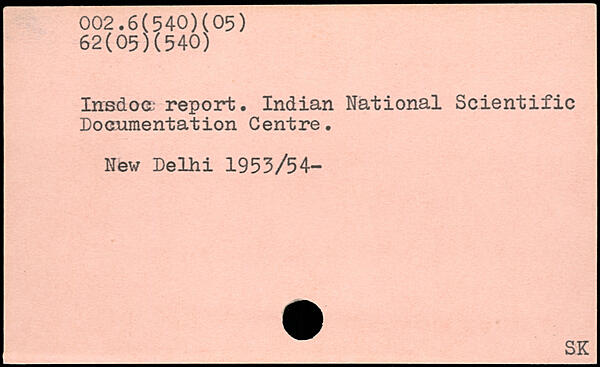 002.6(540)(05)
62(05)(540)
Insdoc report. Indian National Scientific
Documentation Centre.
New Delhi 1953/54-
SK